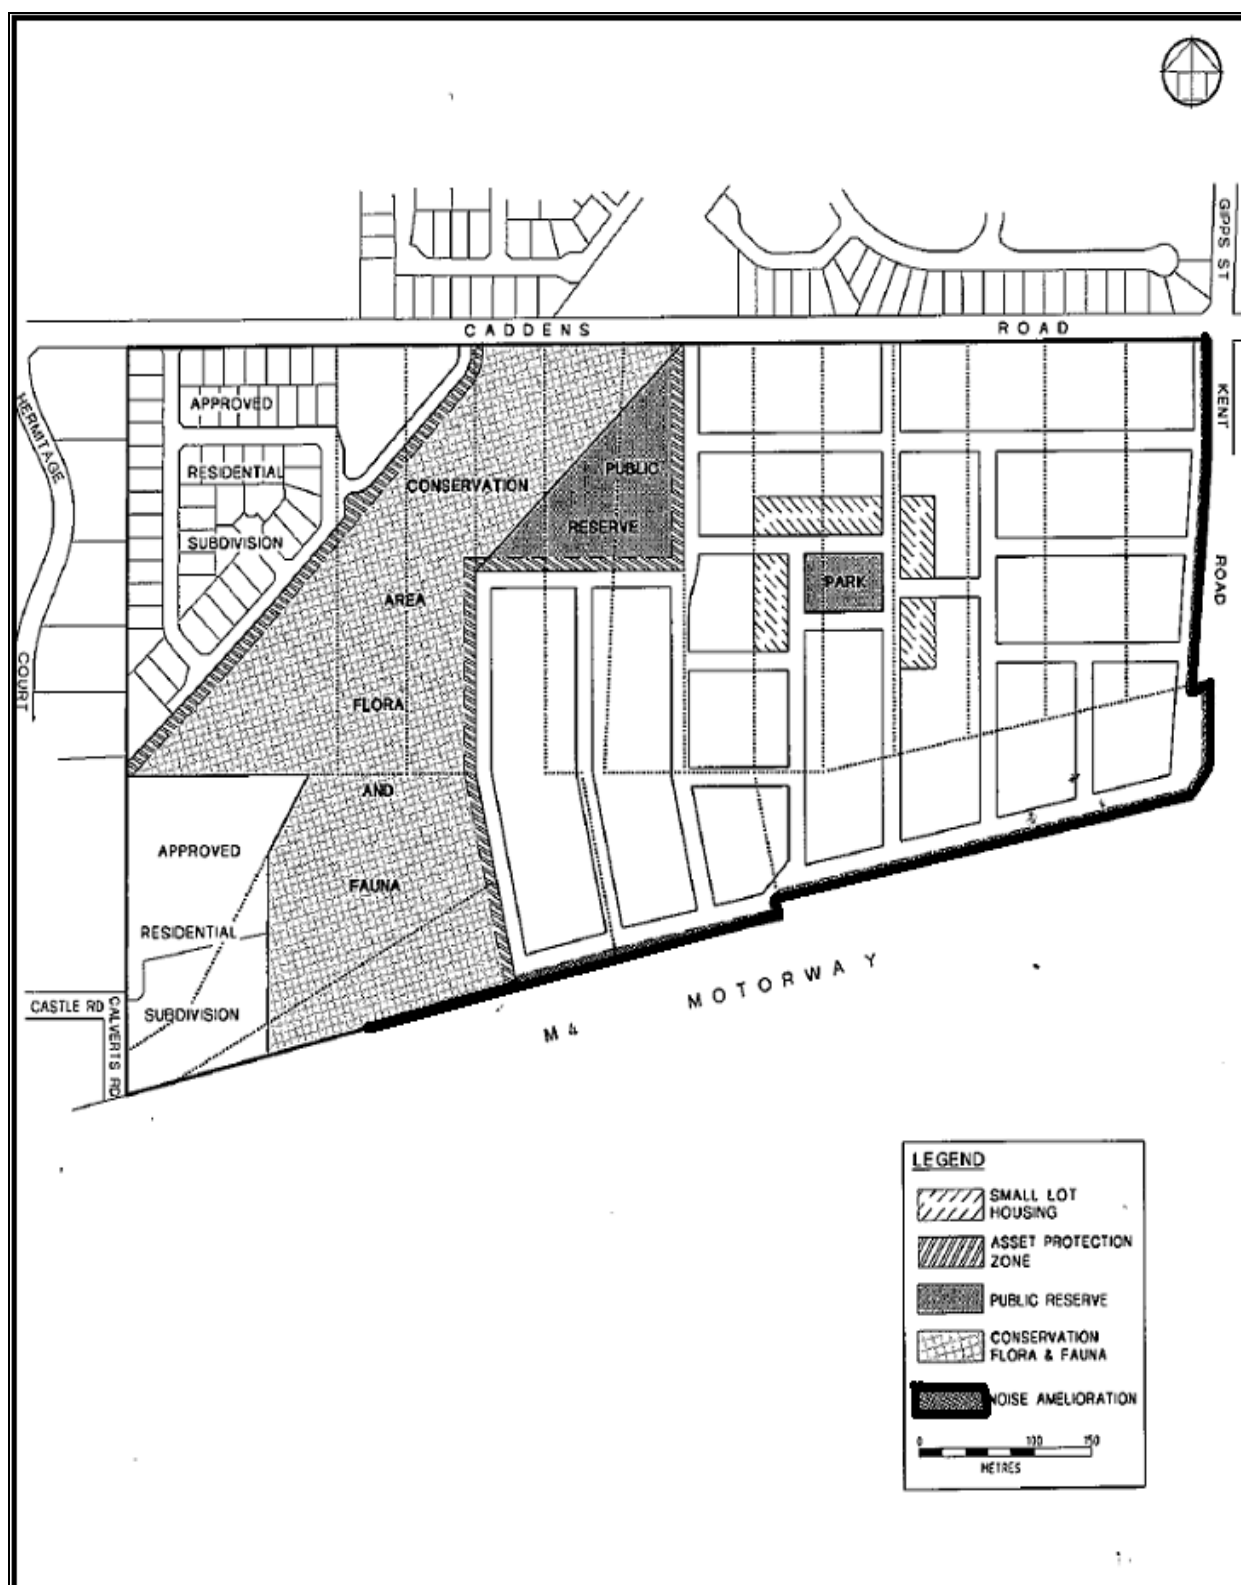 GIPPS ST
CADDENS ROAD
KENT
ROAD
HERMITAGE
COURT
APPROVED
RESIDENTIAL
SUBDIVISION
CONSERVATION
AREA
FLORA
AND
FAUNA
PUBLIC
RESERVE
PARK
APPROVED
RESIDENTIAL
SUBDIVISION
CASTLE RD
CALVERTS RD
M4 MOTORWAY
LEGEND
SMALL LOT
HOUSING
ASSET PROTECTION
ZONE
PUBLIC RESERVE
CONSERVATION
FLORA & FAUNA
NOISE AMELIORATION
0 100 150
METRES